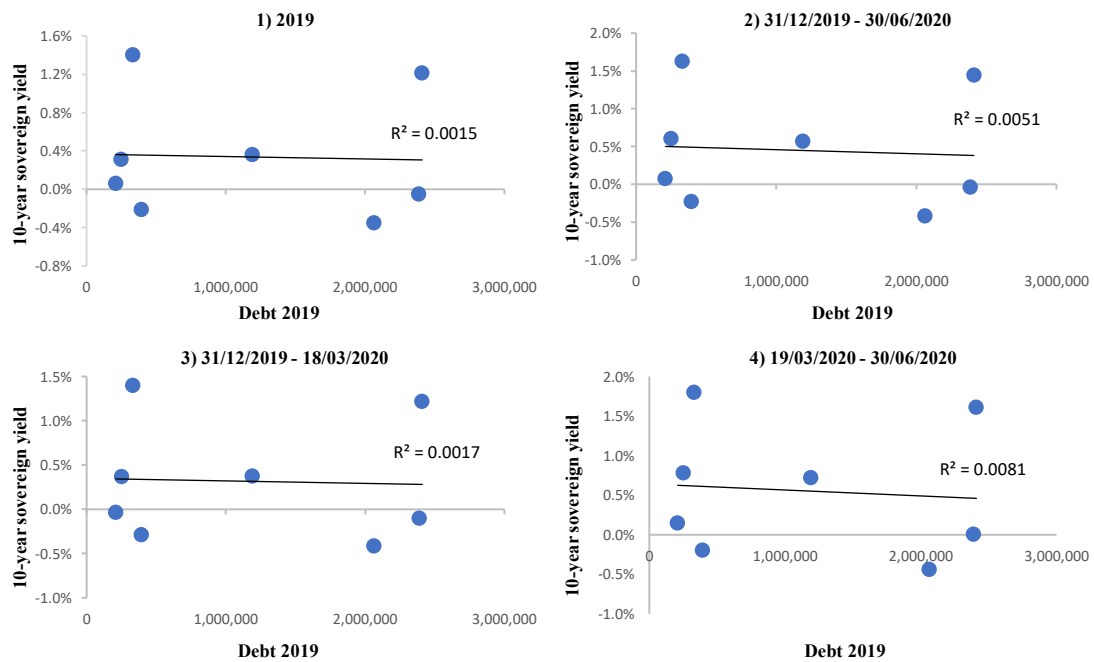 1) 2019
10-year sovereign yield
1.6%
1.2%
0.8%
0.4%
0.0%
-0.4%
-0.8%
R² = 0.0015
0
1,000,000
2,000,000
3,000,000
Debt 2019
2) 31/12/2019 - 30/06/2020
10-year sovereign yield
2.0%
1.5%
1.0%
0.5%
0.0%
-0.5%
-1.0%
R² = 0.0051
0
1,000,000
2,000,000
3,000,000
Debt 2019
3) 31/12/2019 - 18/03/2020
10-year sovereign yield
1.5%
1.0%
0.5%
0.0%
-0.5%
-1.0%
R² = 0.0017
0
1,000,000
2,000,000
3,000,000
Debt 2019
4) 19/03/2020 - 30/06/2020
10-year sovereign yield
2.0%
1.5%
1.0%
0.5%
0.0%
-0.5%
-1.0%
R² = 0.0081
0
1,000,000
2,000,000
3,000,000
Debt 2019